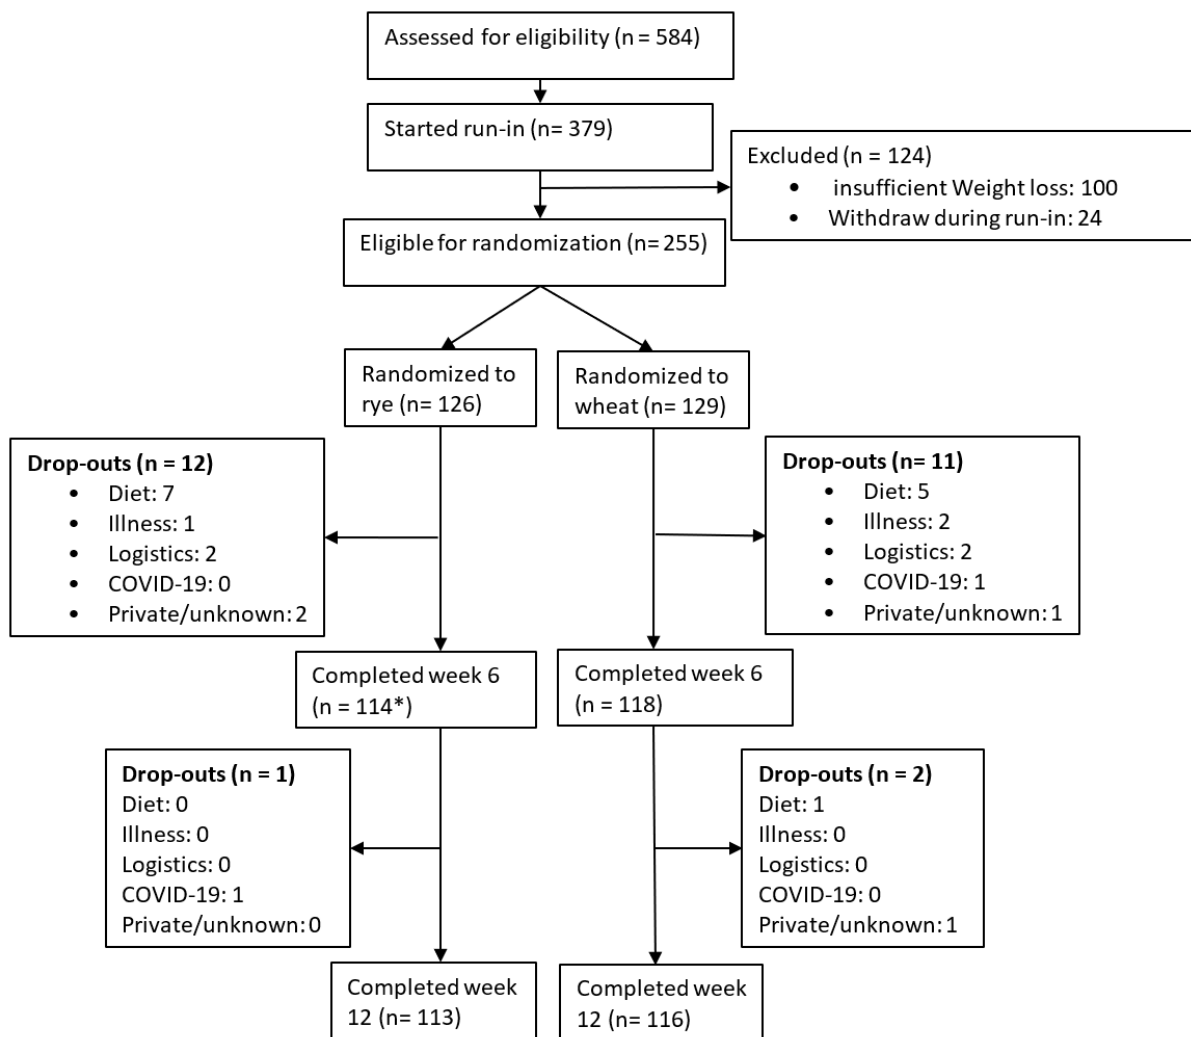 Assessed for eligibility (n = 584)
Started run-in (n= 379)
Excluded (n = 124)
• insufficient Weight loss: 100
• Withdraw during run-in: 24
Eligible for randomization (n= 255)
Randomized to
rye (n= 126)
Randomized to
wheat (n= 129)
Drop-outs (n = 12)
• Diet: 7
• Illness: 1
• Logistics: 2
• COVID-19: 0
• Private/unknown: 2
Drop-outs (n= 11)
• Diet: 5
• Illness: 2
• Logistics: 2
• COVID-19: 1
• Private/unknown: 1
Completed week 6
(n = 114*)
Completed week 6
(n = 118)
Drop-outs (n = 1)
Diet: 0
Illness: 0
Logistics: 0
COVID-19: 1
Private/unknown: 0
Drop-outs (n = 2)
Diet: 1
Illness: 0
Logistics: 0
COVID-19: 0
Private/unknown: 1
Completed week
12 (n= 113)
Completed week
12 (n= 116)